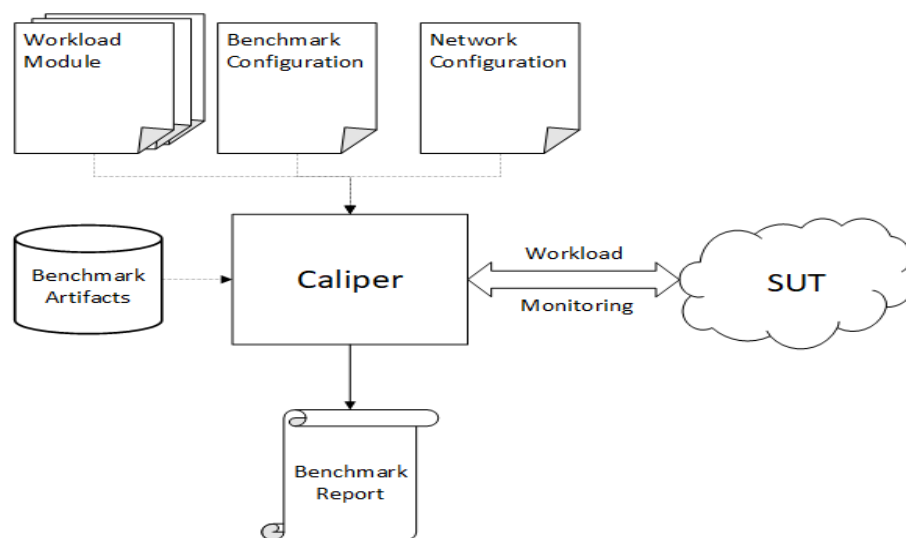 Workload
Module
Benchmark
Configuration
Network
Configuration
Benchmark
Artifacts
Caliper
Workload
Monitoring
SUT
Benchmark
Report